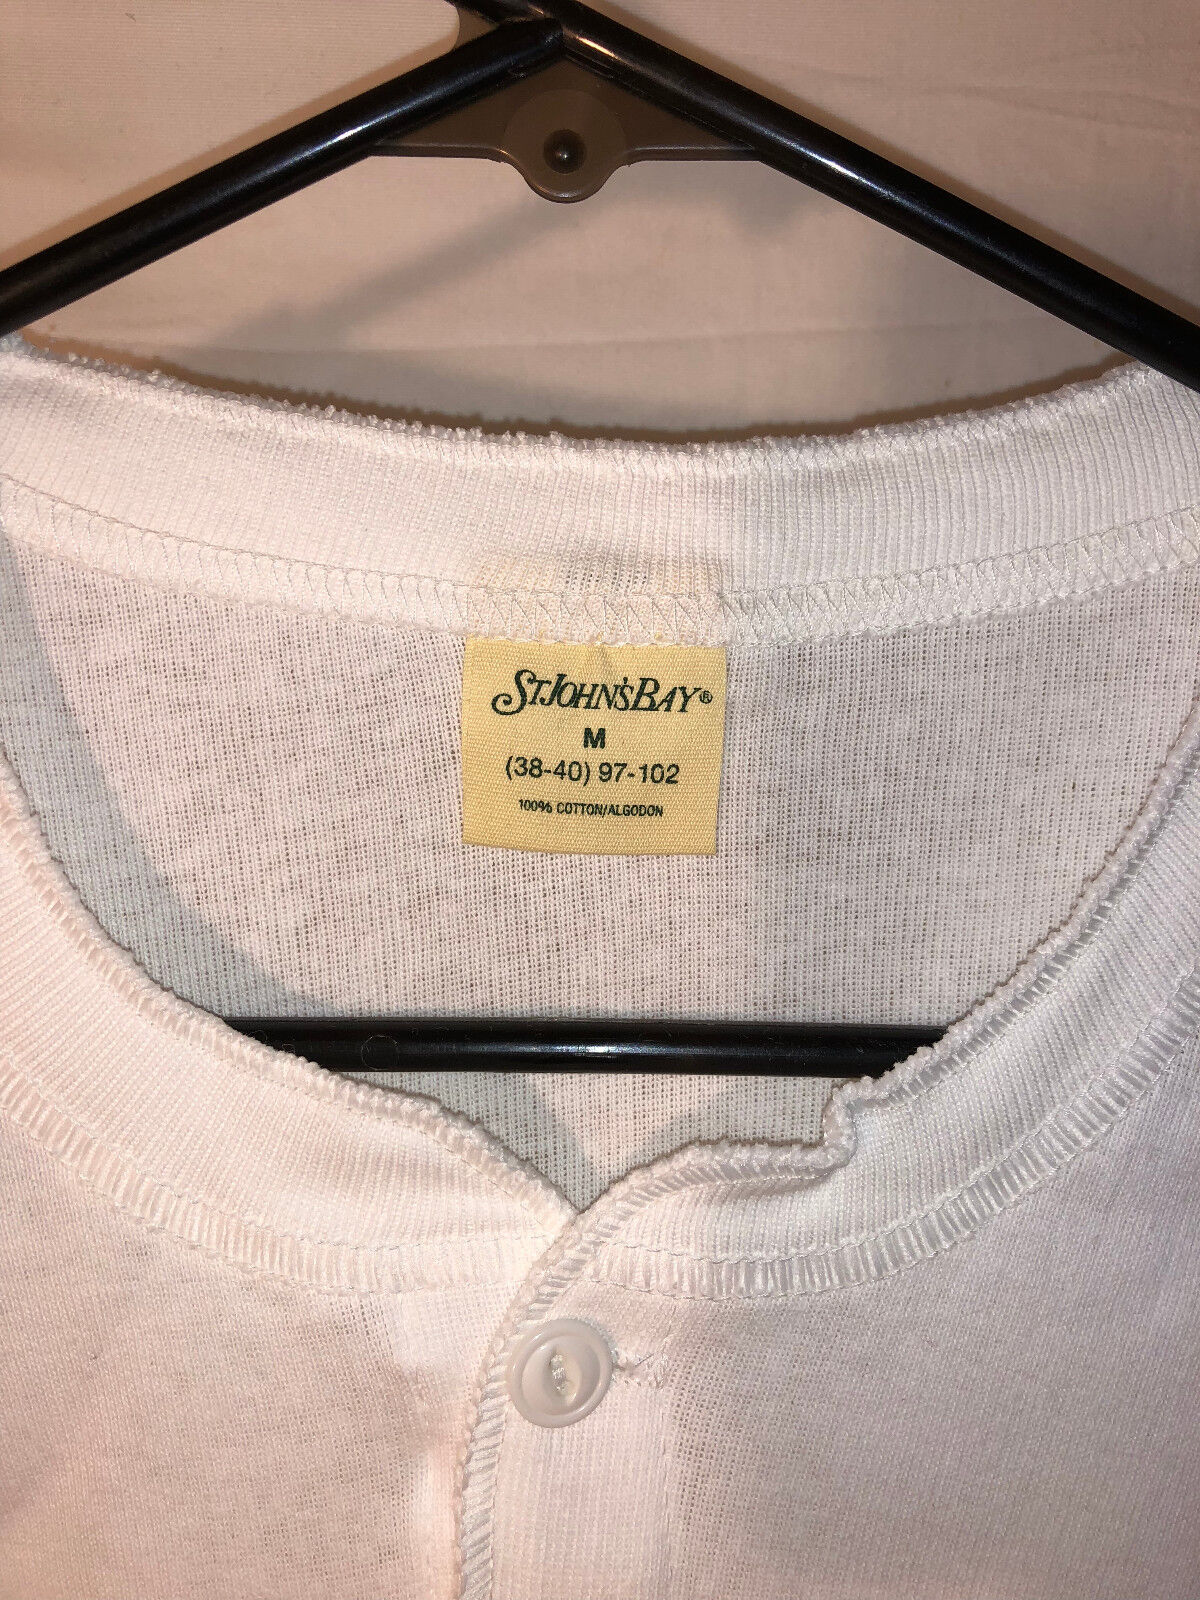 ST. JOHN'S BAY®
M
(38-40) 97-102
100% COTTON/ALGODON